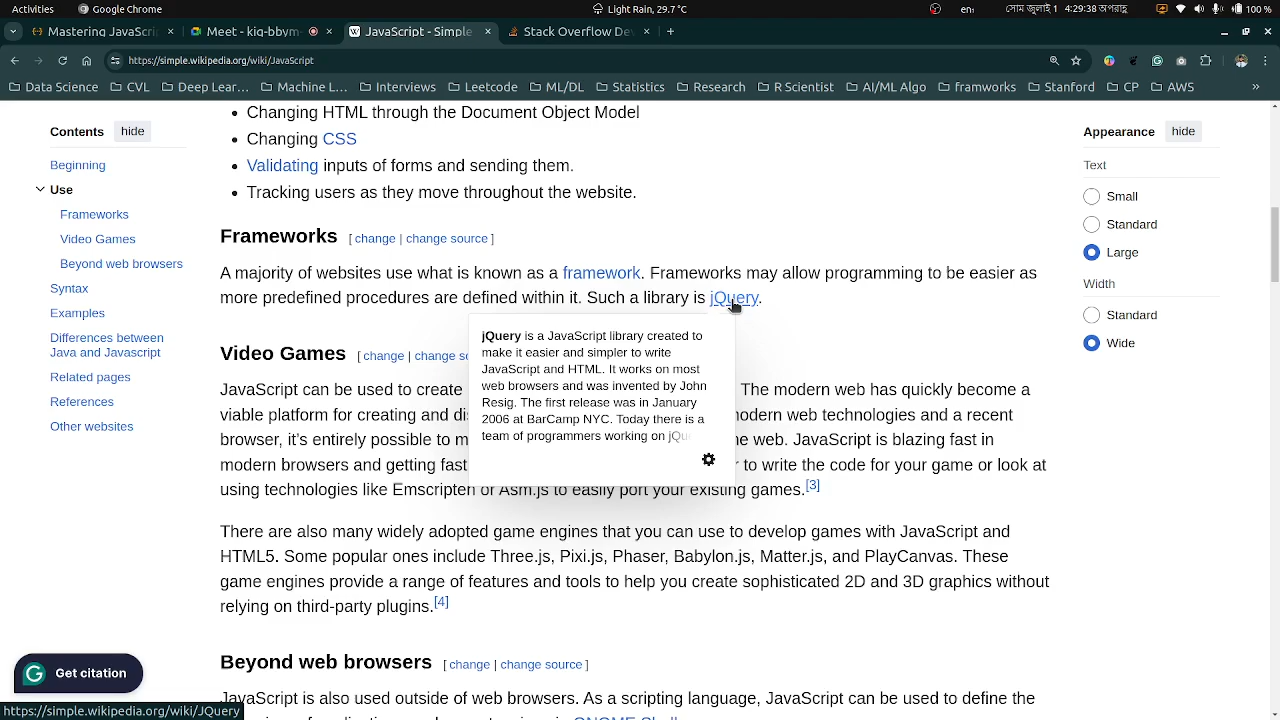 Activities
Google Chrome
Light Rain, 29.7°C
en
4:29:38
100 %
Mastering JavaScri
Meet - kiq-bbym-
JavaScript - Simple
Stack Overflow Dev
https://simple.wikipedia.org/wiki/JavaScript
Data Science
CVL
Deep Lear…
Machine L…
Interviews
Leetcode
ML/DL
Statistics
Research
R Scientist
AI/ML Algo
framworks
Stanford
CP
AWS
Contents hide
Beginning
Use
Frameworks
Video Games
Beyond web browsers
Syntax
Examples
Differences between
Java and Javascript
Related pages
References
Other websites
Changing HTML through the Document Object Model
Changing CSS
Validating inputs of forms and sending them.
Tracking users as they move throughout the website.
Frameworks [ change | change source ]
A majority of websites use what is known as a framework. Frameworks may allow programming to be easier as
more predefined procedures are defined within it. Such a library is jQuery.
jQuery is a JavaScript library created to
make it easier and simpler to write
JavaScript and HTML. It works on most
web browsers and was invented by John
Resig. The first release was in January
2006 at BarCamp NYC. Today there is a
team of programmers working on jQu
Video Games [ change | change so
JavaScript can be used to create The modern web has quickly become a
viable platform for creating and di modern web technologies and a recent
browser, it's entirely possible to m e web. JavaScript is blazing fast in
modern browsers and getting fast r to write the code for your game or look at
using technologies like Emscripten or Asm.js to easily port your existing games.[3]
There are also many widely adopted game engines that you can use to develop games with JavaScript and
HTML5. Some popular ones include Three.js, Pixi.js, Phaser, Babylon.js, Matter.js, and PlayCanvas. These
game engines provide a range of features and tools to help you create sophisticated 2D and 3D graphics without
relying on third-party plugins.[4]
Beyond web browsers [ change | change source ]
JavaScript is also used outside of web browsers. As a scripting language, JavaScript can be used to define the
GNOME Shell
Appearance hide
Text
Small
Standard
Large
Width
Standard
Wide
Get citation
https://simple.wikipedia.org/wiki/JQuery